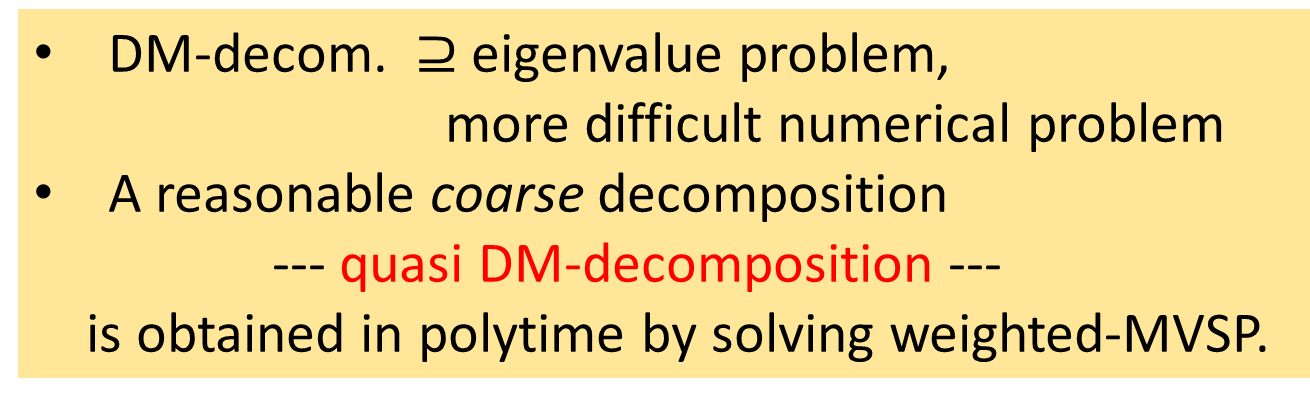 • DM-decom. ⊇ eigenvalue problem,
more difficult numerical problem
• A reasonable coarse decomposition
--- quasi DM-decomposition ---
is obtained in polytime by solving weighted-MVSP.